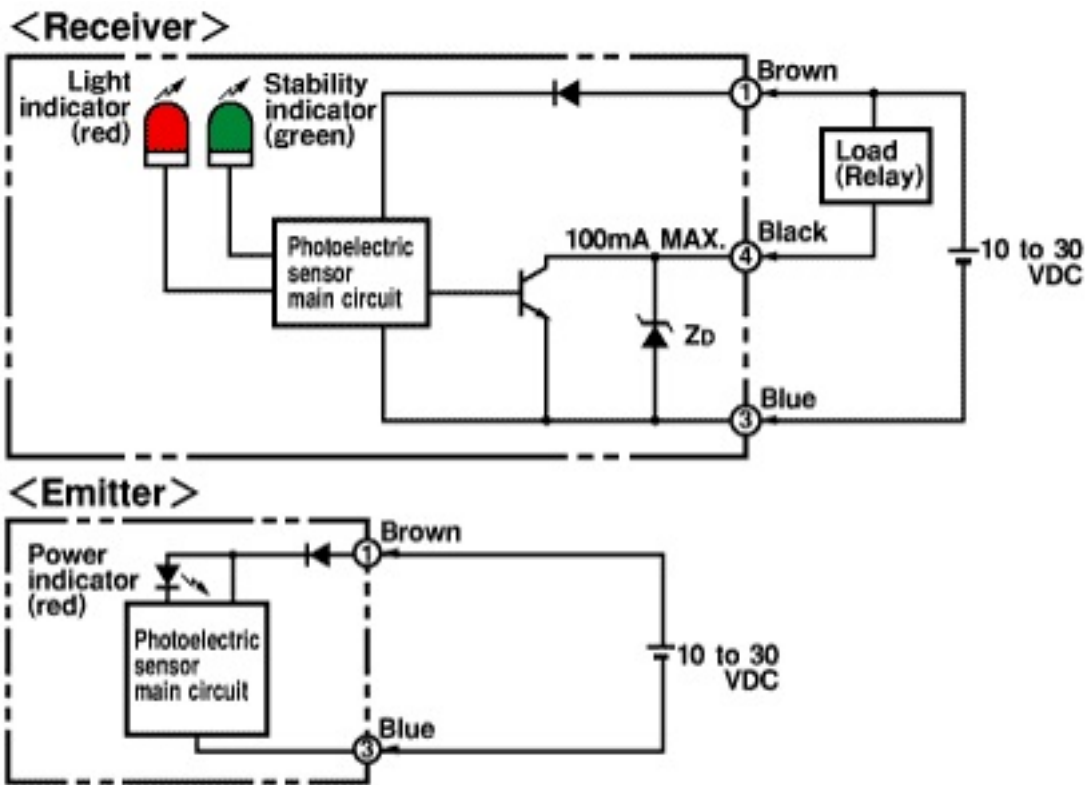 <Receiver>
Light
indicator
(red)
Stability
indicator
(green)
1
Brown
Load
(Relay)
Photoelectric
sensor
main circuit
100mA MAX.
4
Black
10 to 30
VDC
ZD
3
Blue
<Emitter>
Power
indicator
(red)
1
Brown
Photoelectric
sensor
main circuit
10 to 30
VDC
3
Blue